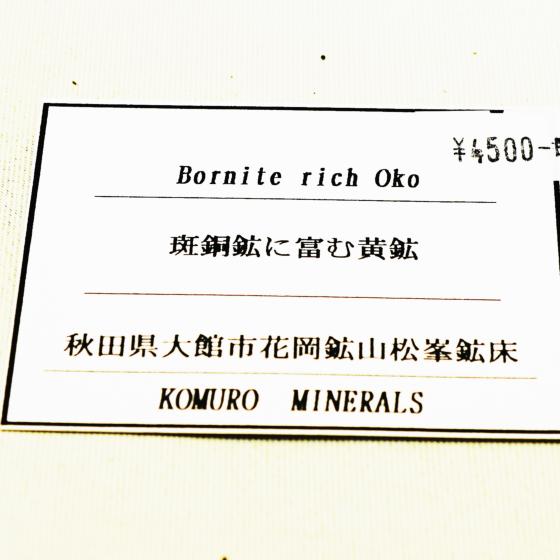 ¥4500-
Bornite rich Oko
斑銅鉱に富む黄鉱
秋田県大館市花岡鉱山松峯鉱床
KOMURO MINERALS